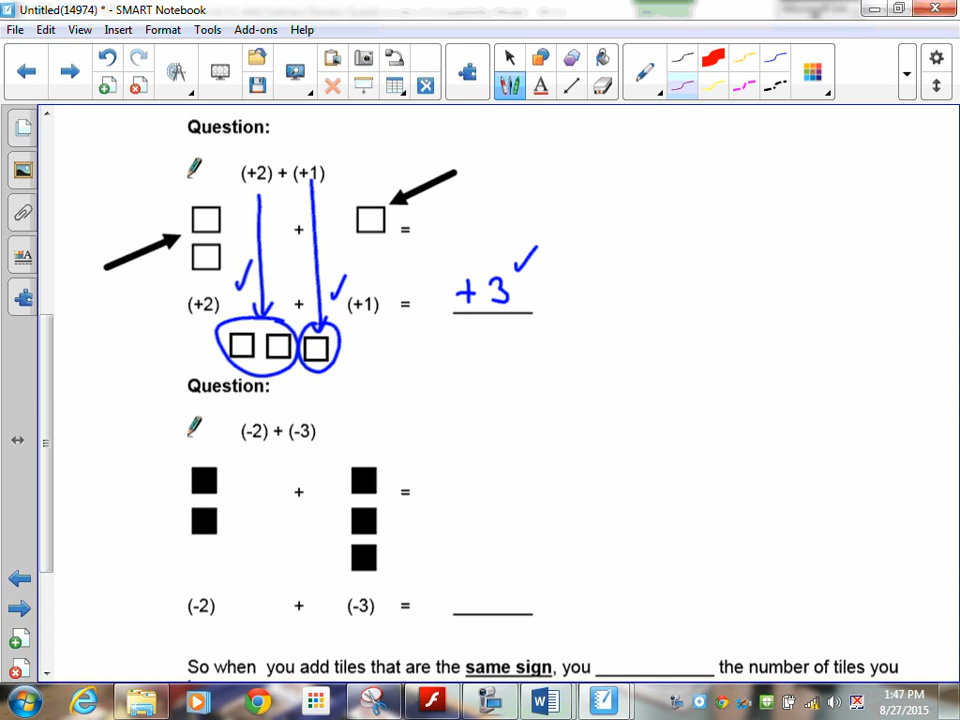 Untitled(14974) * - SMART Notebook
File Edit View Insert Format Tools Add-ons Help
Question:
(+2) + (+1)
+ =
(+2) + (+1) = +3
Question:
(-2) + (-3)
+ =
(-2) + (-3) = ________
So when you add tiles that are the same sign, you ____________ the number of tiles you
1:47 PM
8/27/2015